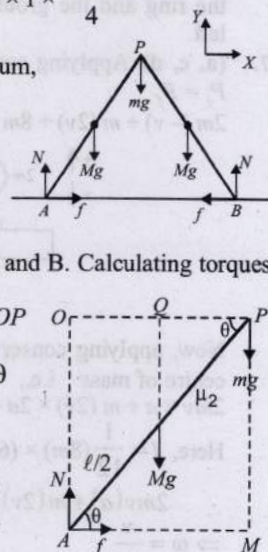 4
Y
X
um,
P
mg
Mg
Mg
N
N
A
f
f
B
and B. Calculating torques
OP
O
Q
P
θ
θ
mg
μ₂
ℓ/2
N
Mg
θ
A
f
M